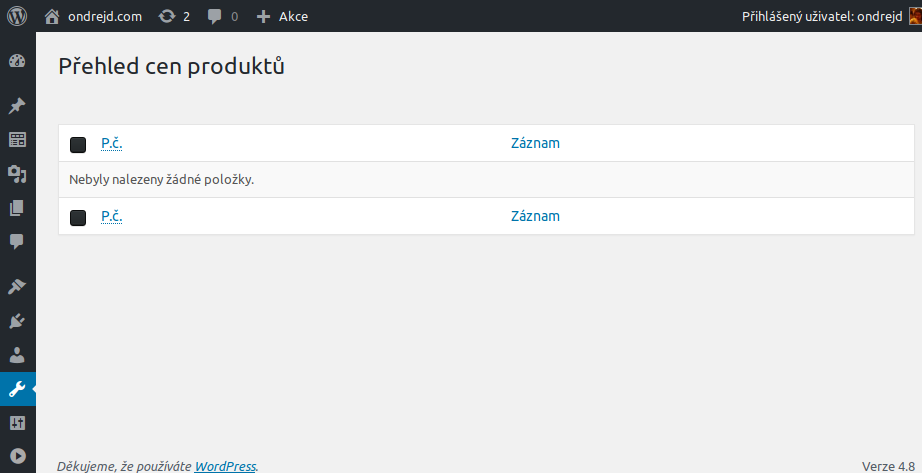 ondrejd.com 2 0 Akce Přihlášený uživatel: ondrejd
Přehled cen produktů
P.č. Záznam
Nebyly nalezeny žádné položky.
P.č. Záznam
Děkujeme, že používáte WordPress. Verze 4.8